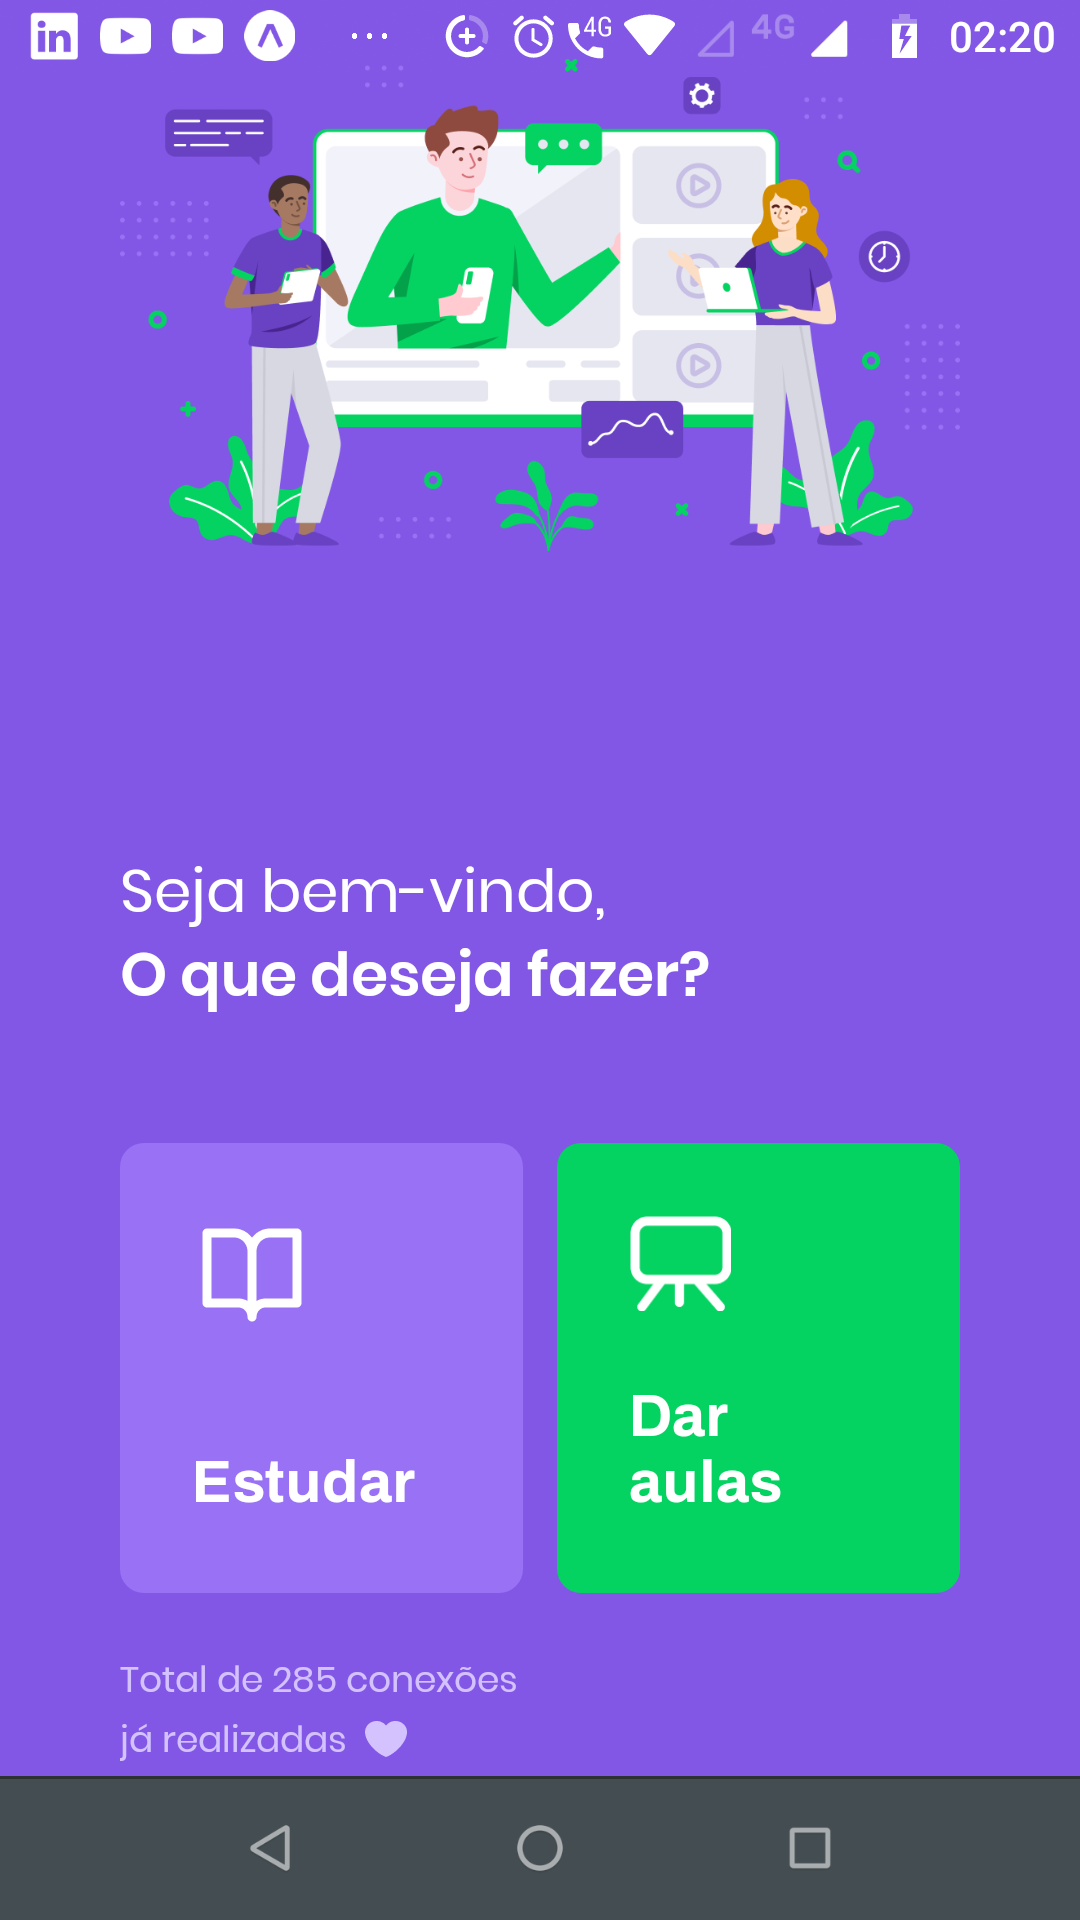 in
4G
4G
02:20
Seja bem-vindo,
O que deseja fazer?
Estudar
Dar
aulas
Total de 285 conexões
já realizadas